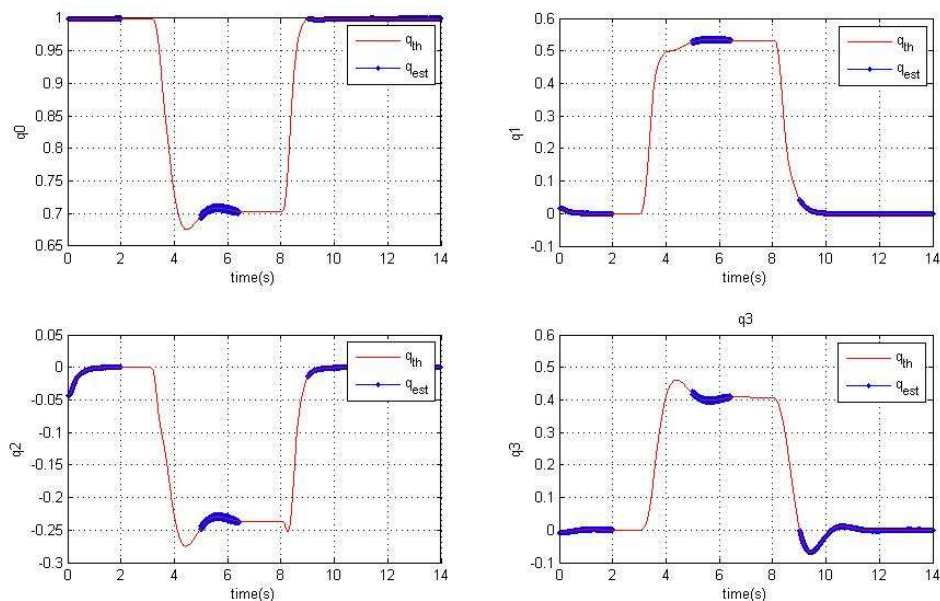 1
0.95
0.9
0.85
0.8
0.75
0.7
0.65
q0
0 2 4 6 8 10 12 14
time(s)
q_th
q_est
0.6
0.5
0.4
0.3
0.2
0.1
0
-0.1
q1
0 2 4 6 8 10 12 14
time(s)
q_th
q_est
0.05
0
-0.05
-0.1
-0.15
-0.2
-0.25
-0.3
q2
0 2 4 6 8 10 12 14
time(s)
q_th
q_est
q3
0.6
0.5
0.4
0.3
0.2
0.1
0
-0.1
q3
0 2 4 6 8 10 12 14
time(s)
q_th
q_est